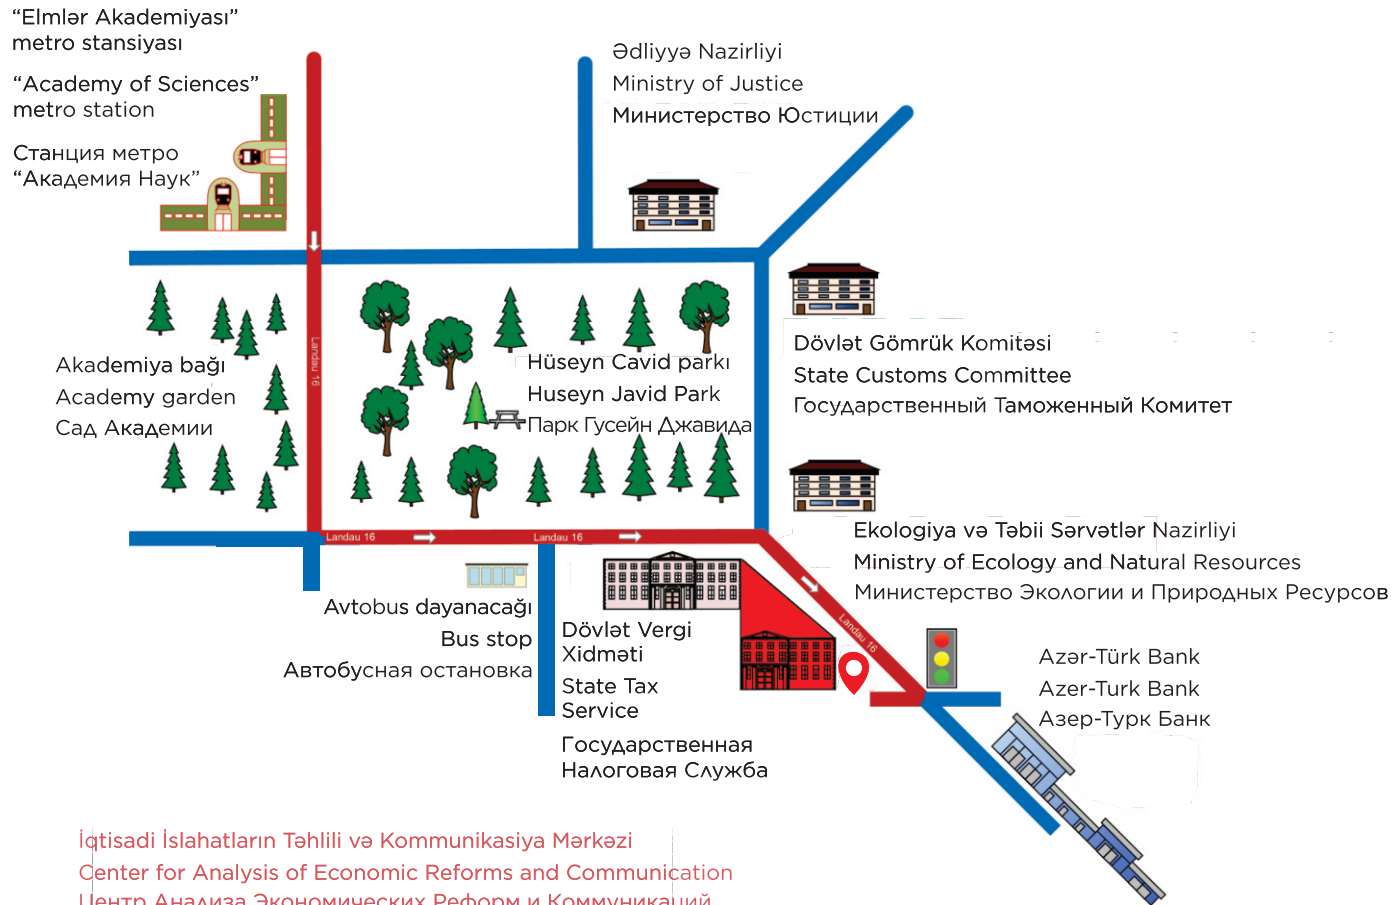 “Elmlər Akademiyası”
metro stansiyası
“Academy of Sciences”
metro station
Станция метро
“Академия Наук”
Ədliyyə Nazirliyi
Ministry of Justice
Министерство Юстиции
Landau 16
Akademiya bağı
Academy garden
Сад Академии
Hüseyn Cavid parkı
Huseyn Javid Park
Парк Гусейн Джавида
Dövlət Gömrük Komitəsi
State Customs Committee
Государственный Таможенный Комитет
Landau 16
Landau 16
Ekologiya və Təbii Sərvətlər Nazirliyi
Ministry of Ecology and Natural Resources
Министерство Экологии и Природных Ресурсов
Avtobus dayanacağı
Bus stop
Автобусная остановка
Dövlət Vergi
Xidməti
State Tax
Service
Государственная
Налоговая Служба
Landau 16
Azər-Türk Bank
Azer-Turk Bank
Азер-Турк Банк
İqtisadi İslahatların Təhlili və Kommunikasiya Mərkəzi
Center for Analysis of Economic Reforms and Communication
Центр Анализа Экономических Реформ и Коммуникаций